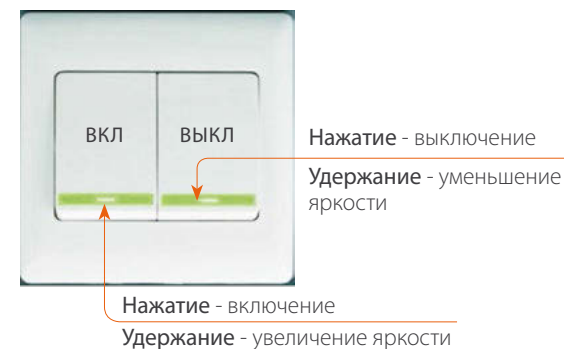 ВКЛ ВЫКЛ
Нажатие - выключение
Удержание - уменьшение
яркости
Нажатие - включение
Удержание - увеличение яркости